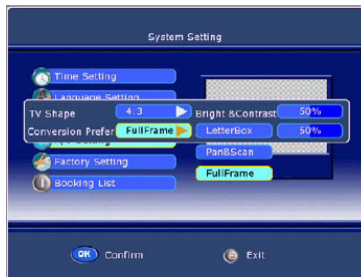 System Setting
Time Setting
Language Setting
TV Shape 4:3 Bright &Contrast 50%
Conversion Prefer FullFrame LetterBox 50%
Pan&Scan
Factory Setting FullFrame
Booking List
OK Confirm Exit